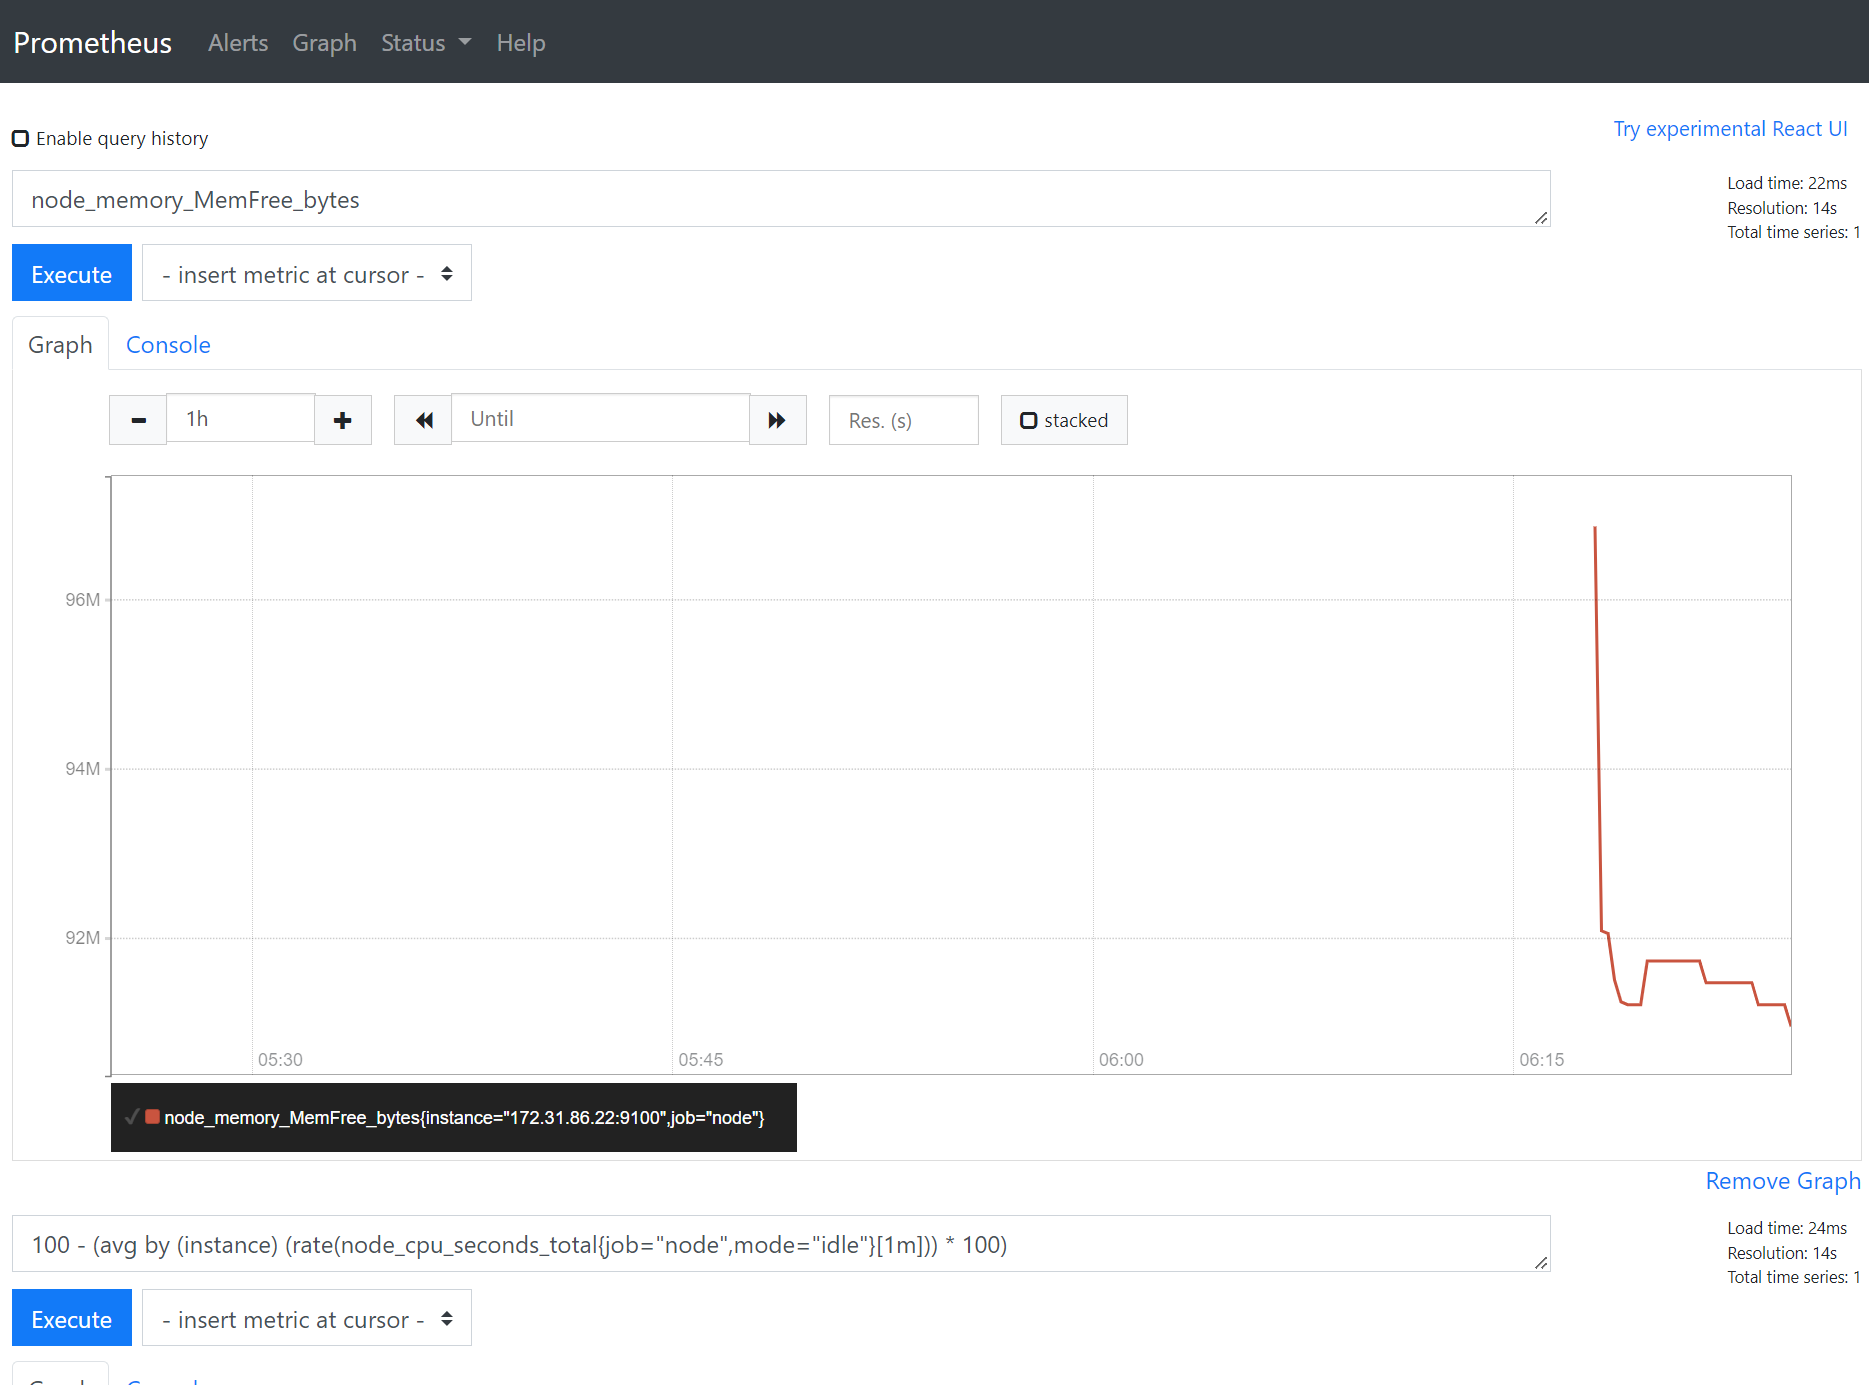 Prometheus Alerts Graph Status Help
Enable query history
Try experimental React UI
node_memory_MemFree_bytes
Load time: 22ms
Resolution: 14s
Total time series: 1
Execute
- insert metric at cursor -
Graph Console
1h Until Res. (s) stacked
96M
94M
92M
05:30 05:45 06:00 06:15
node_memory_MemFree_bytes{instance="172.31.86.22:9100",job="node"}
Remove Graph
100 - (avg by (instance) (rate(node_cpu_seconds_total{job="node",mode="idle"}[1m])) * 100)
Load time: 24ms
Resolution: 14s
Total time series: 1
Execute
- insert metric at cursor -